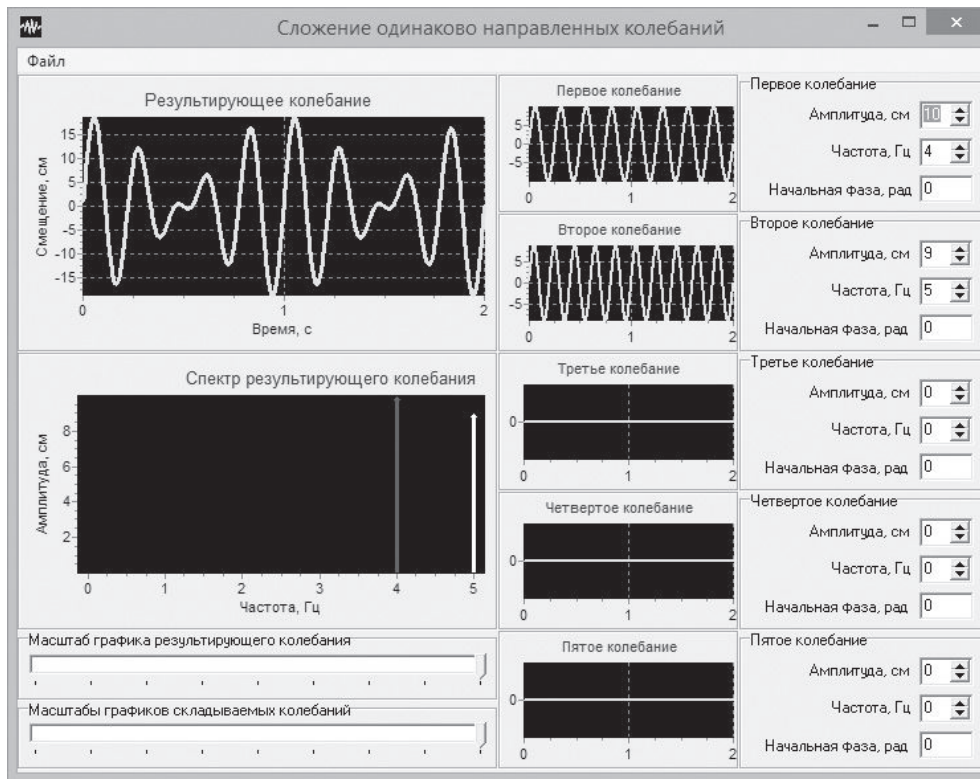 Сложение одинаково направленных колебаний
Файл
Результирующее колебание
Смещение, см
15
10
5
0
-5
-10
-15
0 1 2
Время, с
Спектр результирующего колебания
Амплитуда, см
8
6
4
2
0 1 2 3 4 5
Частота, Гц
Масштаб графика результирующего колебания
Масштабы графиков складываемых колебаний
Первое колебание
5
0
-5
0 1 2
Второе колебание
5
0
-5
0 1 2
Третье колебание
0
0 1 2
Четвертое колебание
0
0 1 2
Пятое колебание
0
0 1 2
Первое колебание
Амплитуда, см 10
Частота, Гц 4
Начальная фаза, рад 0
Второе колебание
Амплитуда, см 9
Частота, Гц 5
Начальная фаза, рад 0
Третье колебание
Амплитуда, см 0
Частота, Гц 0
Начальная фаза, рад 0
Четвертое колебание
Амплитуда, см 0
Частота, Гц 0
Начальная фаза, рад 0
Пятое колебание
Амплитуда, см 0
Частота, Гц 0
Начальная фаза, рад 0